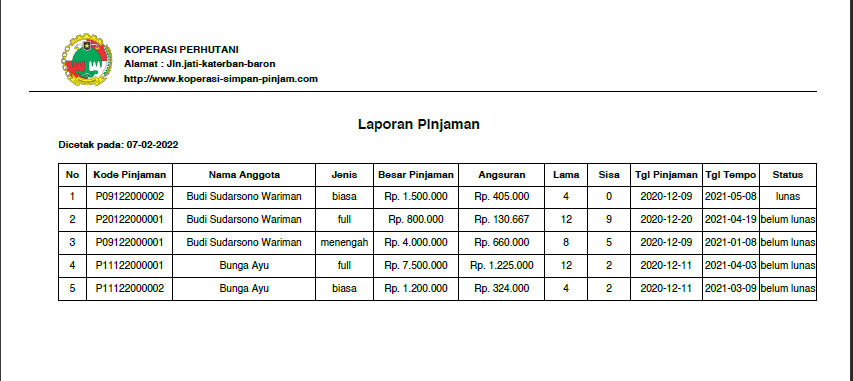 KOPERASI PERHUTANI
Alamat : Jln.jati-katerban-baron
http://www.koperasi-simpan-pinjam.com
Laporan Pinjaman
Dicetak pada: 07-02-2022
No Kode Pinjaman Nama Anggota Jenis Besar Pinjaman Angsuran Lama Sisa Tgl Pinjaman Tgl Tempo Status
1 P09122000002 Budi Sudarsono Wariman biasa Rp. 1.500.000 Rp. 405.000 4 0 2020-12-09 2021-05-08 lunas
2 P20122000001 Budi Sudarsono Wariman full Rp. 800.000 Rp. 130.667 12 9 2020-12-20 2021-04-19 belum lunas
3 P09122000001 Budi Sudarsono Wariman menengah Rp. 4.000.000 Rp. 660.000 8 5 2020-12-09 2021-01-08 belum lunas
4 P11122000001 Bunga Ayu full Rp. 7.500.000 Rp. 1.225.000 12 2 2020-12-11 2021-04-03 belum lunas
5 P11122000002 Bunga Ayu biasa Rp. 1.200.000 Rp. 324.000 4 2 2020-12-11 2021-03-09 belum lunas